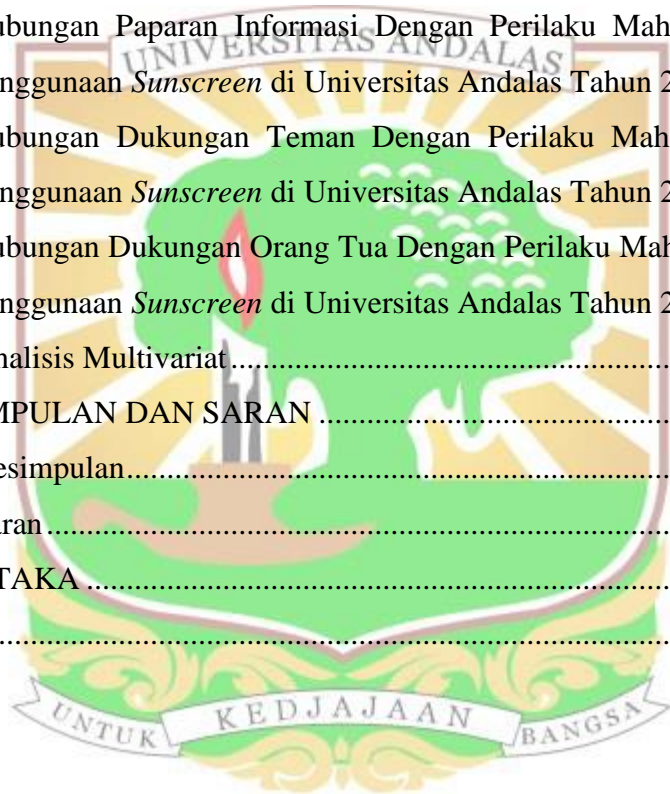 ubungan Paparan Informasi Dengan Perilaku Mah
UNIVERSITAS ANDALAS
nggunaan Sunscreen di Universitas Andalas Tahun 2
ubungan Dukungan Teman Dengan Perilaku Mah
nggunaan Sunscreen di Universitas Andalas Tahun 2
ubungan Dukungan Orang Tua Dengan Perilaku Mah
nggunaan Sunscreen di Universitas Andalas Tahun 2
nalisis Multivariat
MPULAN DAN SARAN
esimpulan
ran
TAKA
UNTUK KEDJAJAAN BANGSA